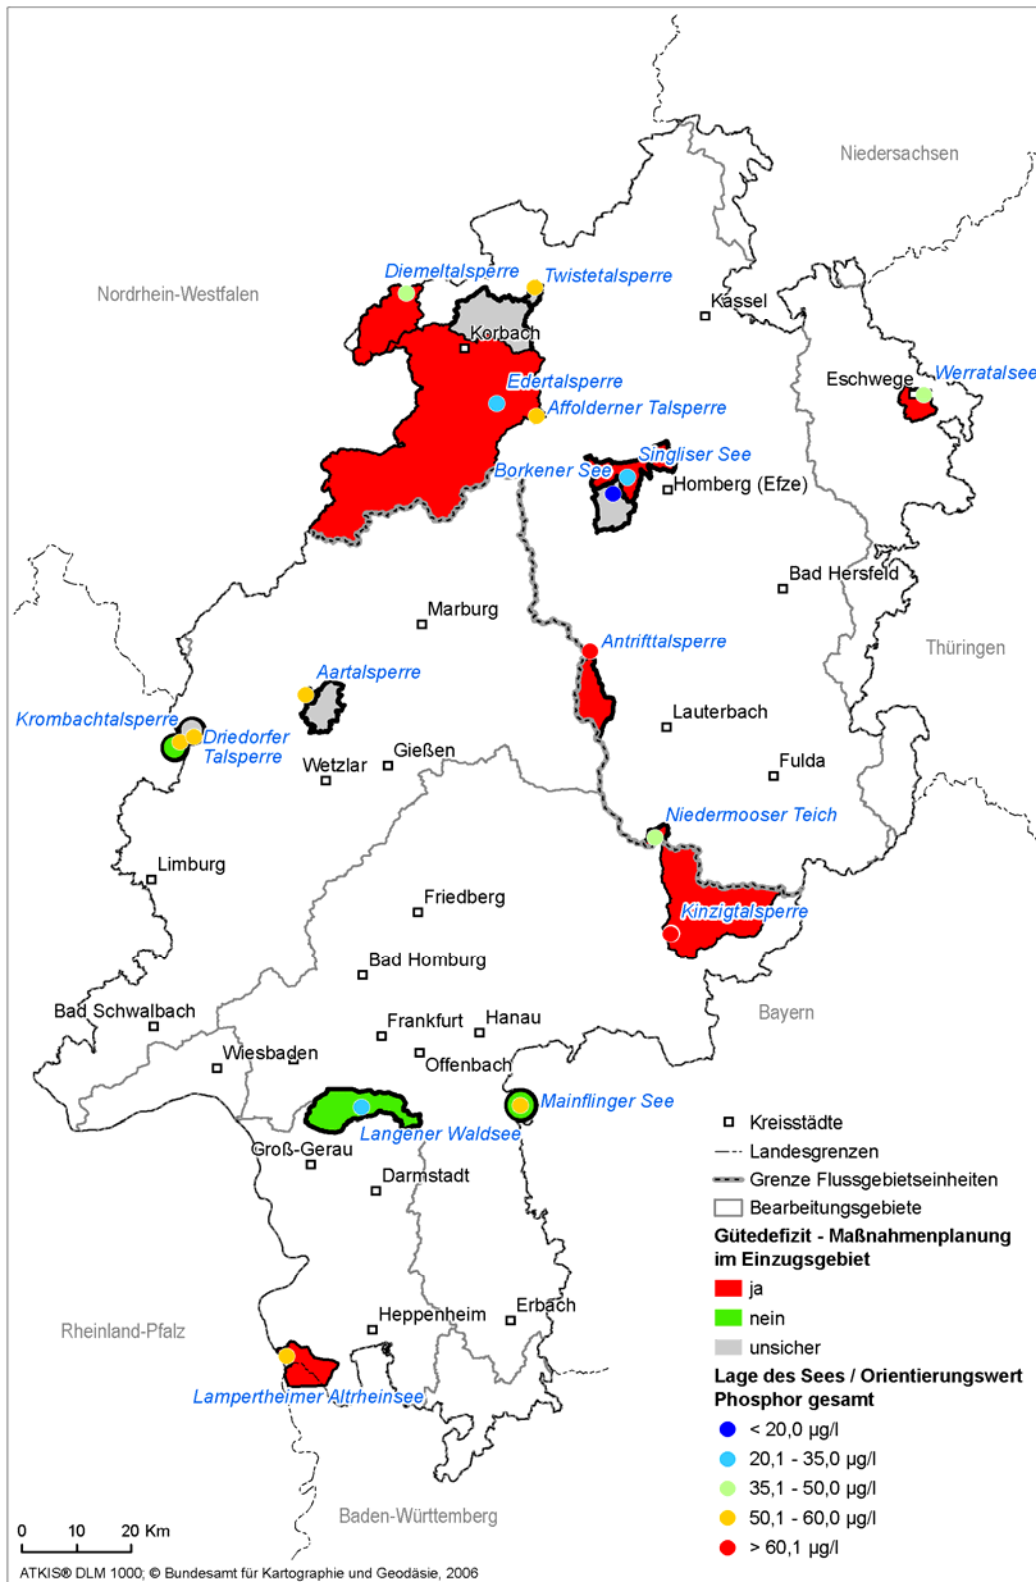 Niedersachsen
Nordrhein-Westfalen
Diemeltalsperre
Twistetalsperre
Kassel
Korbach
Edertalsperre
Affolderner Talsperre
Eschwege
Werratalsee
Singliser See
Borkener See
Homberg (Efze)
Bad Hersfeld
Marburg
Antrifttalsperre
Thüringen
Aartalsperre
Krombachtalsperre
Driedorfer
Talsperre
Lauterbach
Gießen
Wetzlar
Fulda
Niedermooser Teich
Limburg
Friedberg
Kinzigtalsperre
Bad Homburg
Bad Schwalbach
Frankfurt
Hanau
Bayern
Wiesbaden
Offenbach
Mainflinger See
Langener Waldsee
Groß-Gerau
Darmstadt
Heppenheim
Erbach
Rheinland-Pfalz
Lampertheimer Altrheinsee
Baden-Württemberg
Kreisstädte
Landesgrenzen
Grenze Flussgebietseinheiten
Bearbeitungsgebiete
Gütedefizit - Maßnahmenplanung
im Einzugsgebiet
ja
nein
unsicher
Lage des Sees / Orientierungswert
Phosphor gesamt
< 20,0 µg/l
20,1 - 35,0 µg/l
35,1 - 50,0 µg/l
50,1 - 60,0 µg/l
> 60,1 µg/l
0 10 20 Km
ATKIS® DLM 1000; © Bundesamt für Kartographie und Geodäsie, 2006